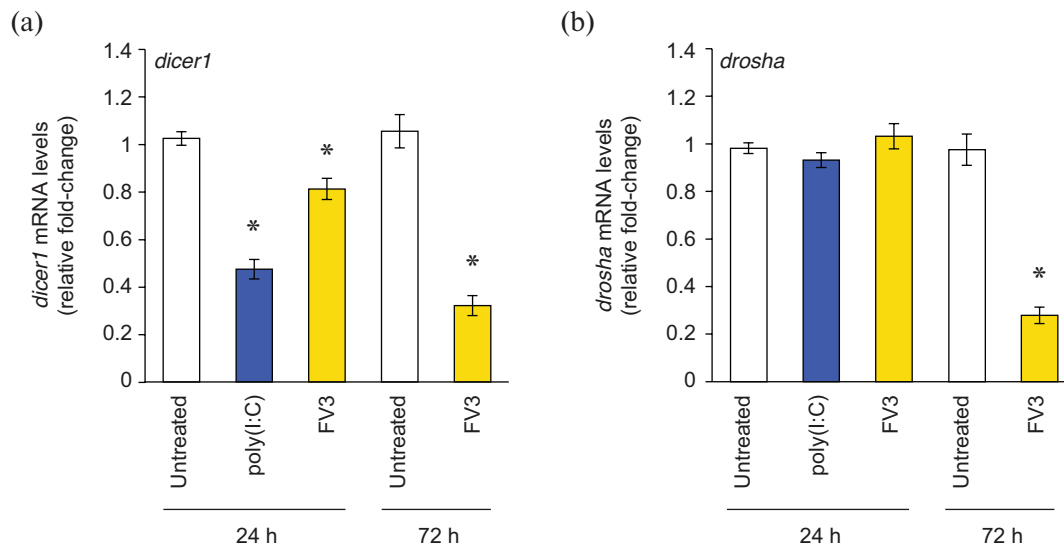 (a)
dicer1
dicer1 mRNA levels
(relative fold-change)
1.4
1.2
1
0.8
0.6
0.4
0.2
0
*
*
*
Untreated
poly(I:C)
FV3
Untreated
FV3
24 h
72 h
(b)
drosha
drosha mRNA levels
(relative fold-change)
1.4
1.2
1
0.8
0.6
0.4
0.2
0
*
Untreated
poly(I:C)
FV3
Untreated
FV3
24 h
72 h